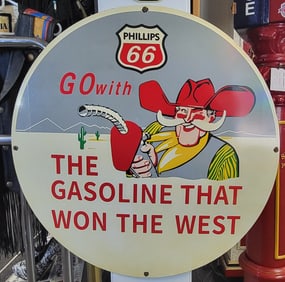 PHILLIPS
66
GO with
THE
GASOLINE THAT
WON THE WEST